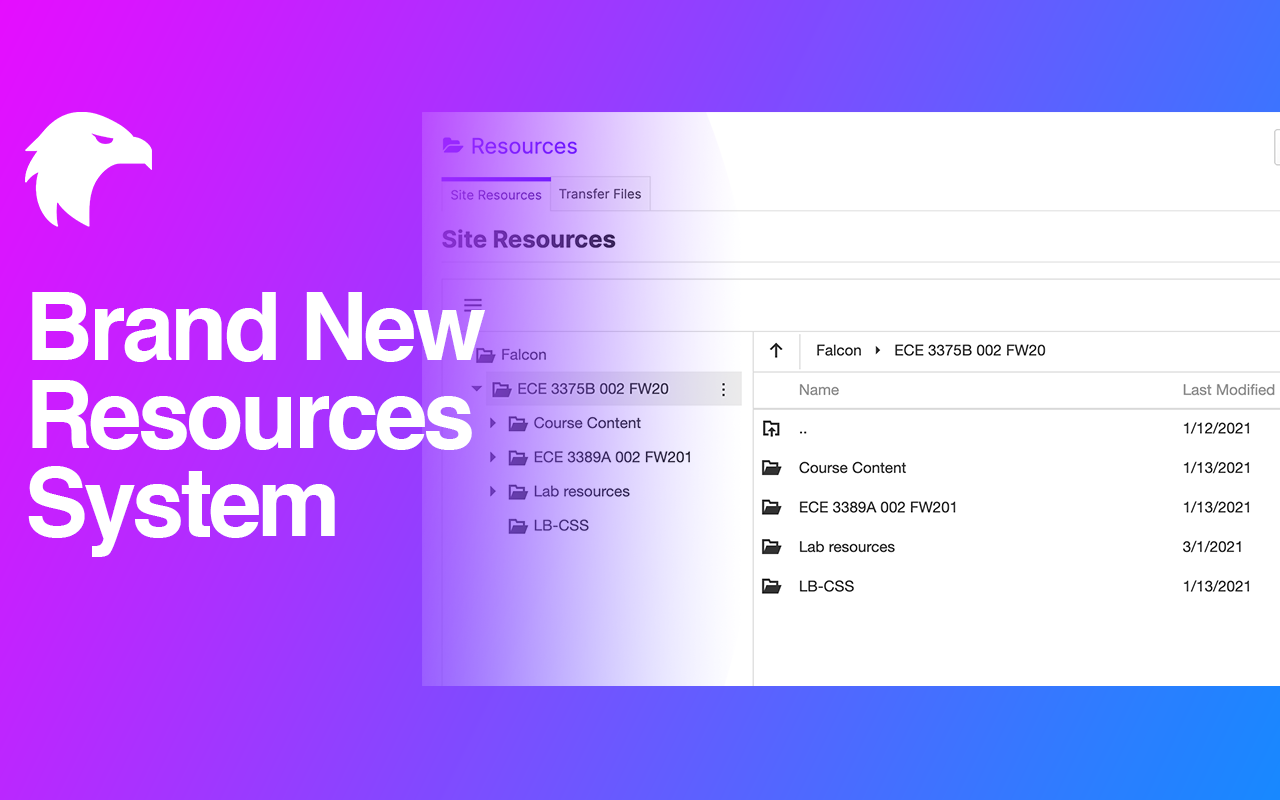 Brand New
Resources
System
Resources
Site Resources Transfer Files
Site Resources
Falcon
ECE 3375B 002 FW20
Course Content
ECE 3389A 002 FW201
Lab resources
LB-CSS
Falcon ECE 3375B 002 FW20
Name Last Modified
.. 1/12/2021
Course Content 1/13/2021
ECE 3389A 002 FW201 1/13/2021
Lab resources 3/1/2021
LB-CSS 1/13/2021